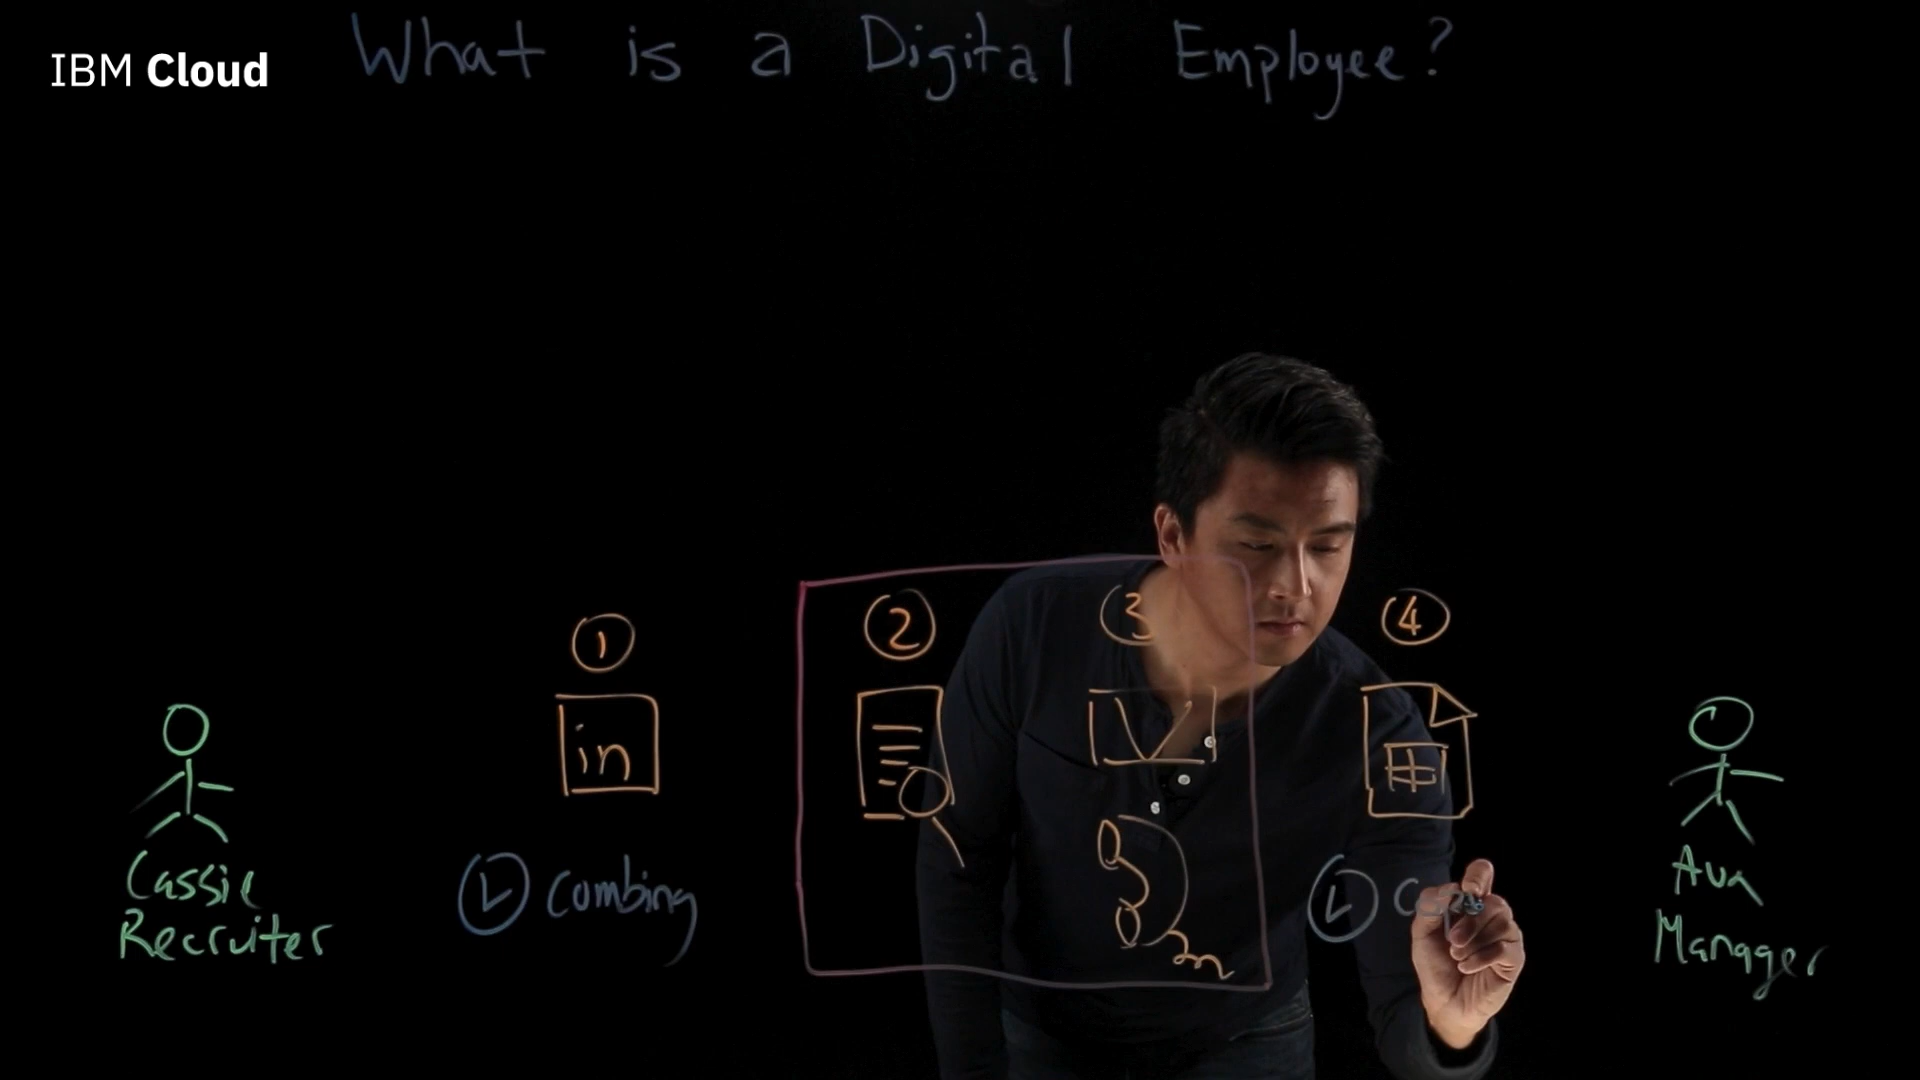 IBM Cloud
What is a Digital Employee?
1
2
3
4
in
combing
Cassie
Recruiter
Ava
Manager